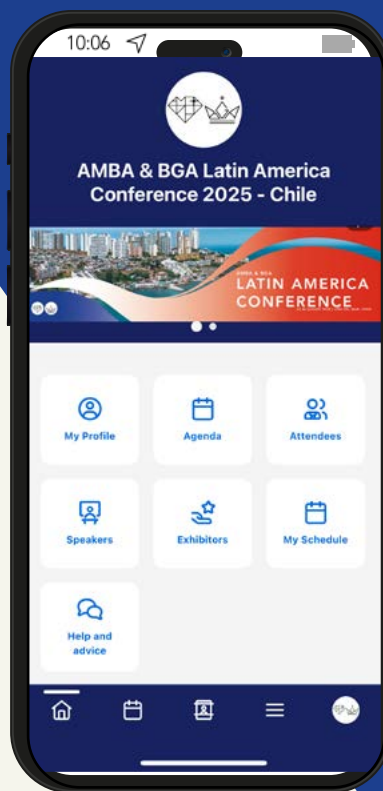 10:06
AMBA & BGA Latin America
Conference 2025 - Chile
AMBA & BGA
LATIN AMERICA
CONFERENCE
My Profile
Agenda
Attendees
Speakers
Exhibitors
My Schedule
Help and
advice